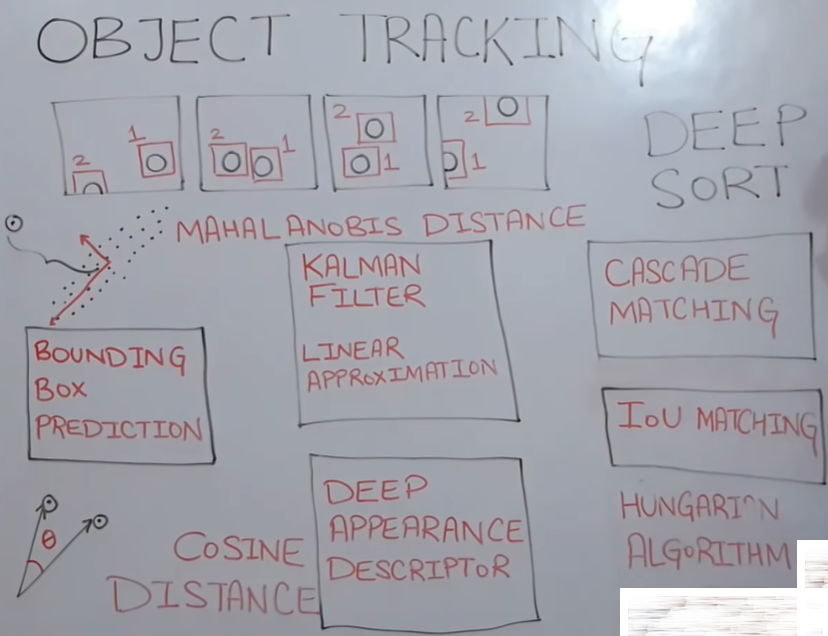 OBJECT TRACKING
2 1
2 1
2 1
2 1
DEEP
SORT
MAHALANOBIS DISTANCE
KALMAN
FILTER
LINEAR
APPROXIMATION
CASCADE
MATCHING
BOUNDING
BOX
PREDICTION
IOU MATCHING
DEEP
APPEARANCE
DESCRIPTOR
HUNGARIAN
ALGORITHM
θ
COSINE
DISTANCE